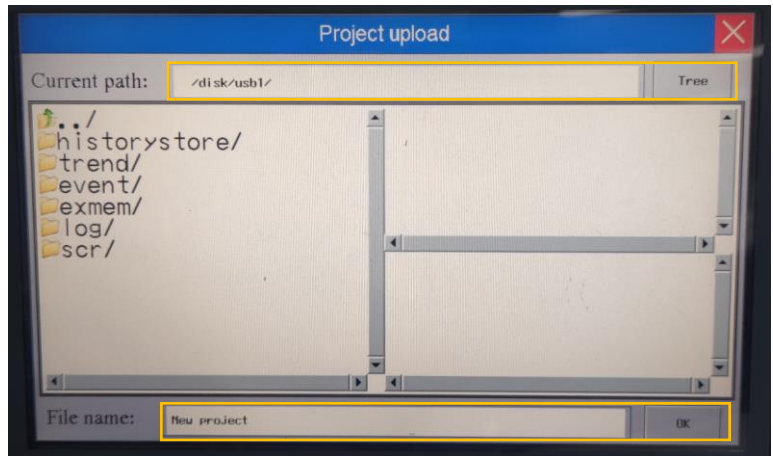 Project upload
Current path: /disk/usb1/ Tree
../
historystore/
trend/
event/
exmem/
log/
scr/
File name: New project OK